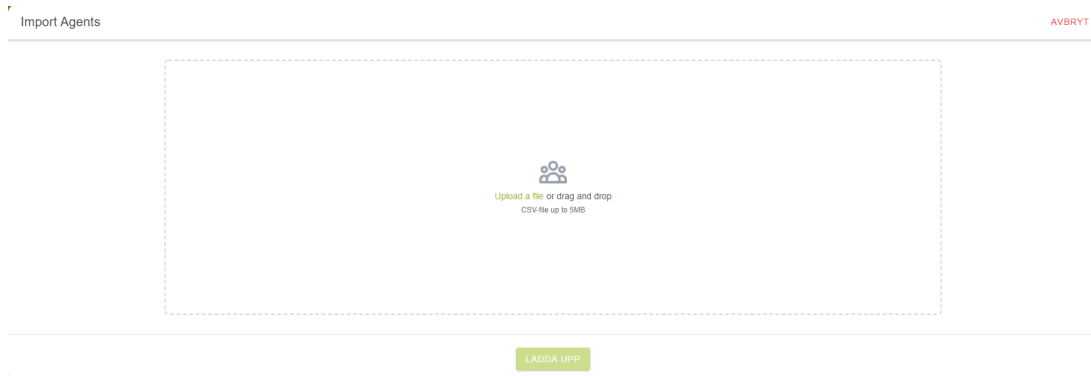 Import Agents
AVBRYT
Upload a file or drag and drop
CSV-file up to 5MB
LADDA UPP